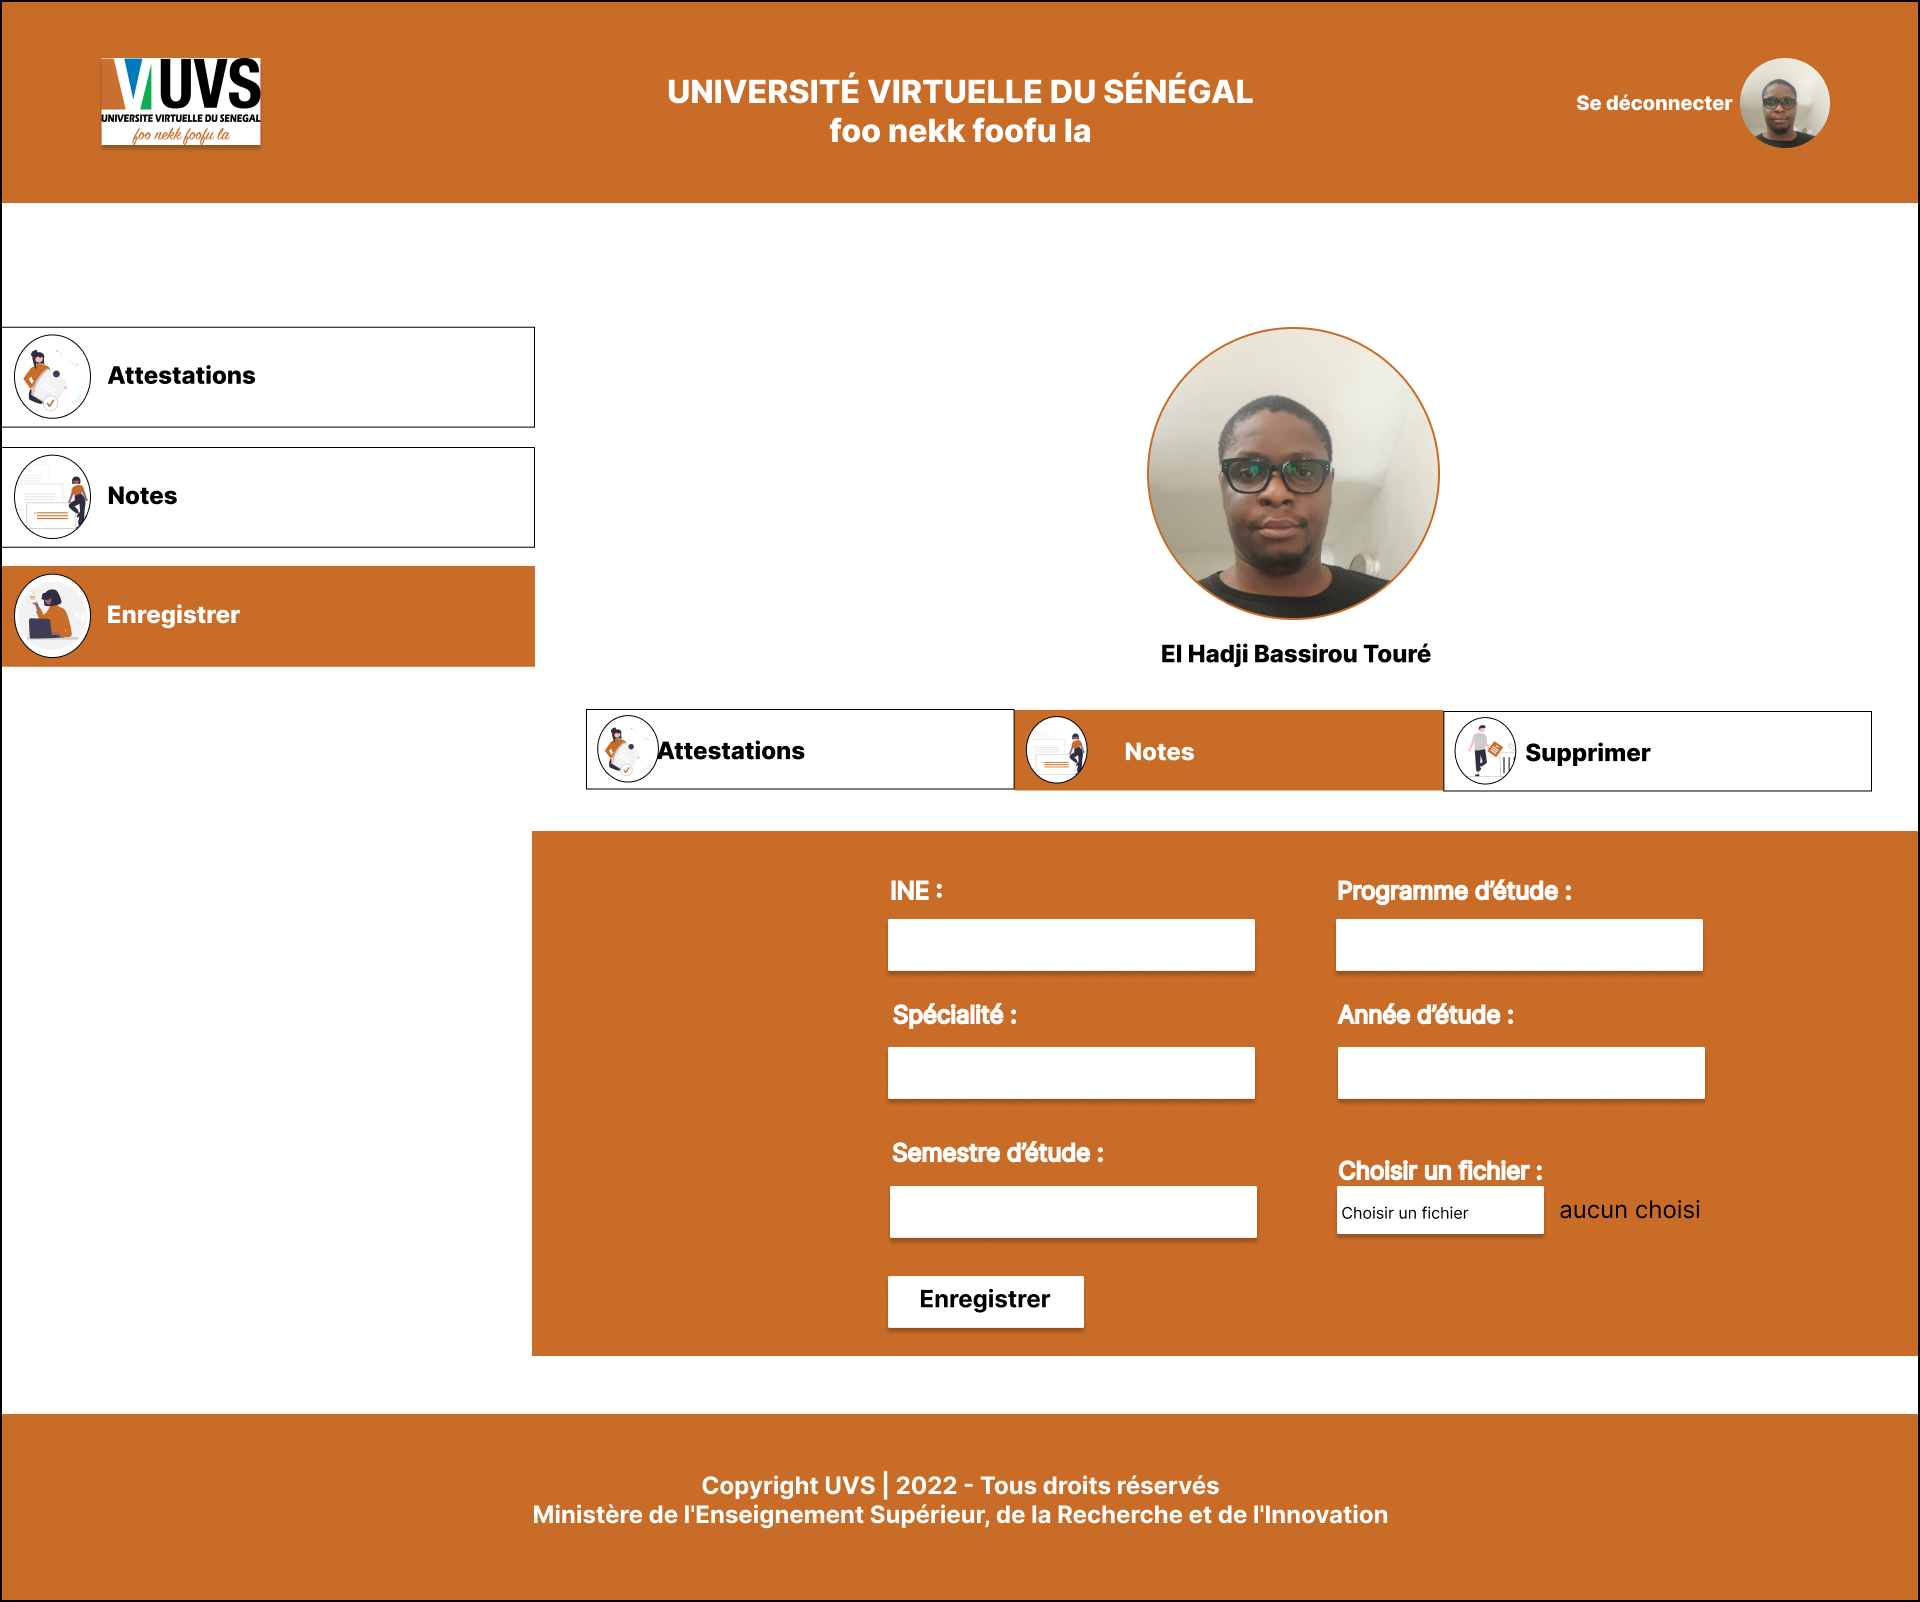 UVS
UNIVERSITE VIRTUELLE DU SENEGAL
foo nekk foofu la
UNIVERSITÉ VIRTUELLE DU SÉNÉGAL
foo nekk foofu la
Se déconnecter
Attestations
Notes
Enregistrer
El Hadji Bassirou Touré
Attestations
Notes
Supprimer
INE :
Programme d’étude :
Spécialité :
Année d’étude :
Semestre d’étude :
Choisir un fichier :
Choisir un fichier
aucun choisi
Enregistrer
Copyright UVS | 2022 - Tous droits réservés
Ministère de l'Enseignement Supérieur, de la Recherche et de l'Innovation